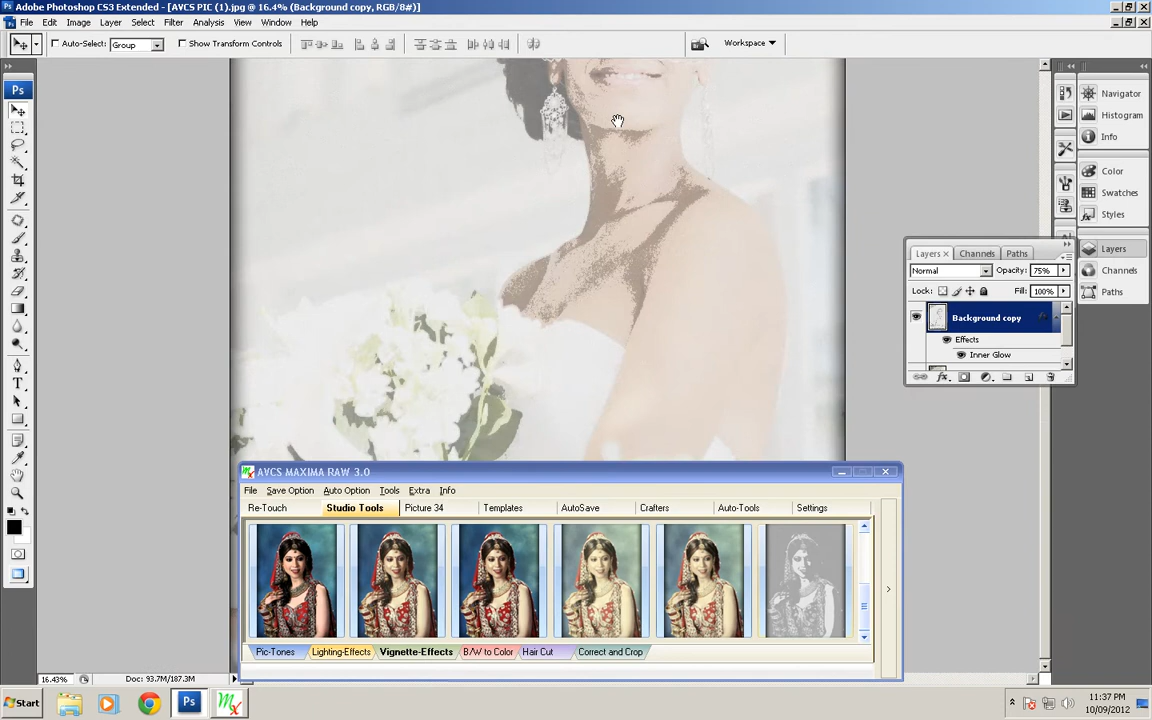 Adobe Photoshop CS3 Extended - [AVCS PIC (1).jpg @ 16.4% (Background copy, RGB/8#)]
File Edit Image Layer Select Filter Analysis View Window Help
Auto-Select: Group Show Transform Controls Workspace
Ps
Navigator
Histogram
Info
Color
Swatches
Styles
Layers
Channels
Paths
Layers x Channels Paths
Normal Opacity: 75%
Lock: Fill: 100%
Background copy
Effects
Inner Glow
AVCS MAXIMA RAW 3.0
File Save Option Auto Option Tools Extra Info
Re-Touch Studio Tools Picture 34 Templates AutoSave Crafters Auto-Tools Settings
Pic-Tones Lighting-Effects Vignette-Effects B/W to Color Hair Cut Correct and Crop
16.43% Doc: 93.7M/187.3M
Start Ps 11:37 PM
10/09/2012